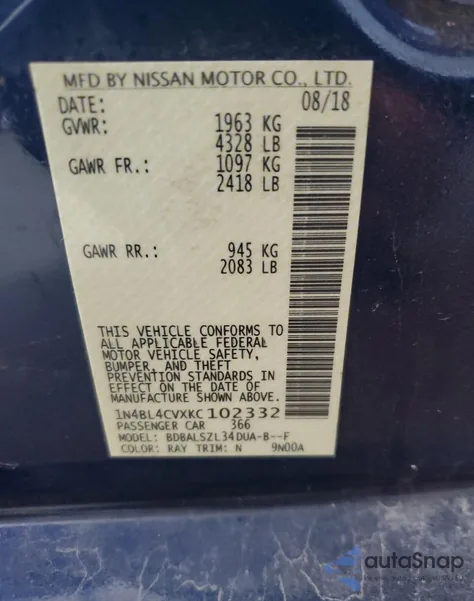 MFD BY NISSAN MOTOR CO., LTD.
DATE: 08/18
GVWR: 1963 KG
4328 LB
GAWR FR.: 1097 KG
2418 LB
GAWR RR.: 945 KG
2083 LB
THIS VEHICLE CONFORMS TO
ALL APPLICABLE FEDERAL
MOTOR VEHICLE SAFETY,
BUMPER, AND THEFT
PREVENTION STANDARDS IN
EFFECT ON THE DATE OF
MANUFACTURE SHOWN ABOVE.
1N4BL4CVXKC102332
PASSENGER CAR 366
MODEL: BDBALSZL34DUA-B--F
COLOR: RAY TRIM: N 9N00A
autoSnap